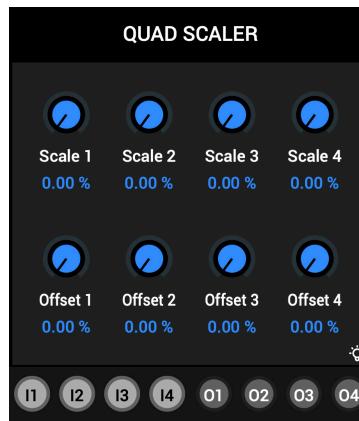 QUAD SCALER
Scale 1 Scale 2 Scale 3 Scale 4
0.00 % 0.00 % 0.00 % 0.00 %
Offset 1 Offset 2 Offset 3 Offset 4
0.00 % 0.00 % 0.00 % 0.00 %
I1 I2 I3 I4 O1 O2 O3 O4